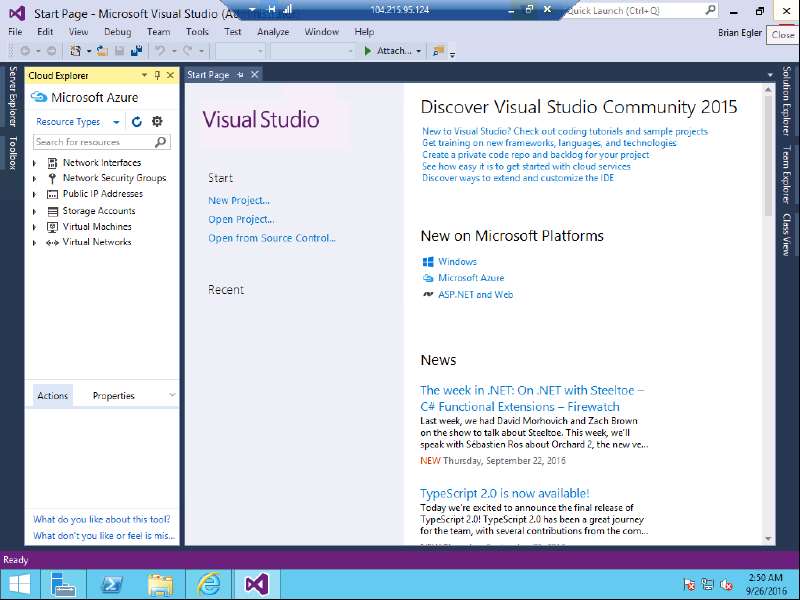 Start Page - Microsoft Visual Studio (Administrator)
104.215.95.124
Quick Launch (Ctrl+Q)
File Edit View Debug Team Tools Test Analyze Window Help
Brian Egler
Close
Attach...
Server Explorer
Toolbox
Cloud Explorer
Microsoft Azure
Resource Types
Search for resources
Network Interfaces
Network Security Groups
Public IP Addresses
Storage Accounts
Virtual Machines
Virtual Networks
Actions Properties
What do you like about this tool?
What don't you like or feel is mis...
Start Page
Visual Studio
Start
New Project...
Open Project...
Open from Source Control...
Recent
Discover Visual Studio Community 2015
New to Visual Studio? Check out coding tutorials and sample projects
Get training on new frameworks, languages, and technologies
Create a private code repo and backlog for your project
See how easy it is to get started with cloud services
Discover ways to extend and customize the IDE
New on Microsoft Platforms
Windows
Microsoft Azure
ASP.NET and Web
News
The week in .NET: On .NET with Steeltoe –
C# Functional Extensions – Firewatch
Last week, we had David Morhovich and Zach Brown
on the show to talk about Steeltoe. This week, we'll
speak with Sébastien Ros about Orchard 2, the new ve...
NEW Thursday, September 22, 2016
TypeScript 2.0 is now available!
Today we're excited to announce the final release of
TypeScript 2.0! TypeScript 2.0 has been a great journey
for the team, with several contributions from the com...
Solution Explorer
Team Explorer
Class View
Ready
2:50 AM
9/26/2016